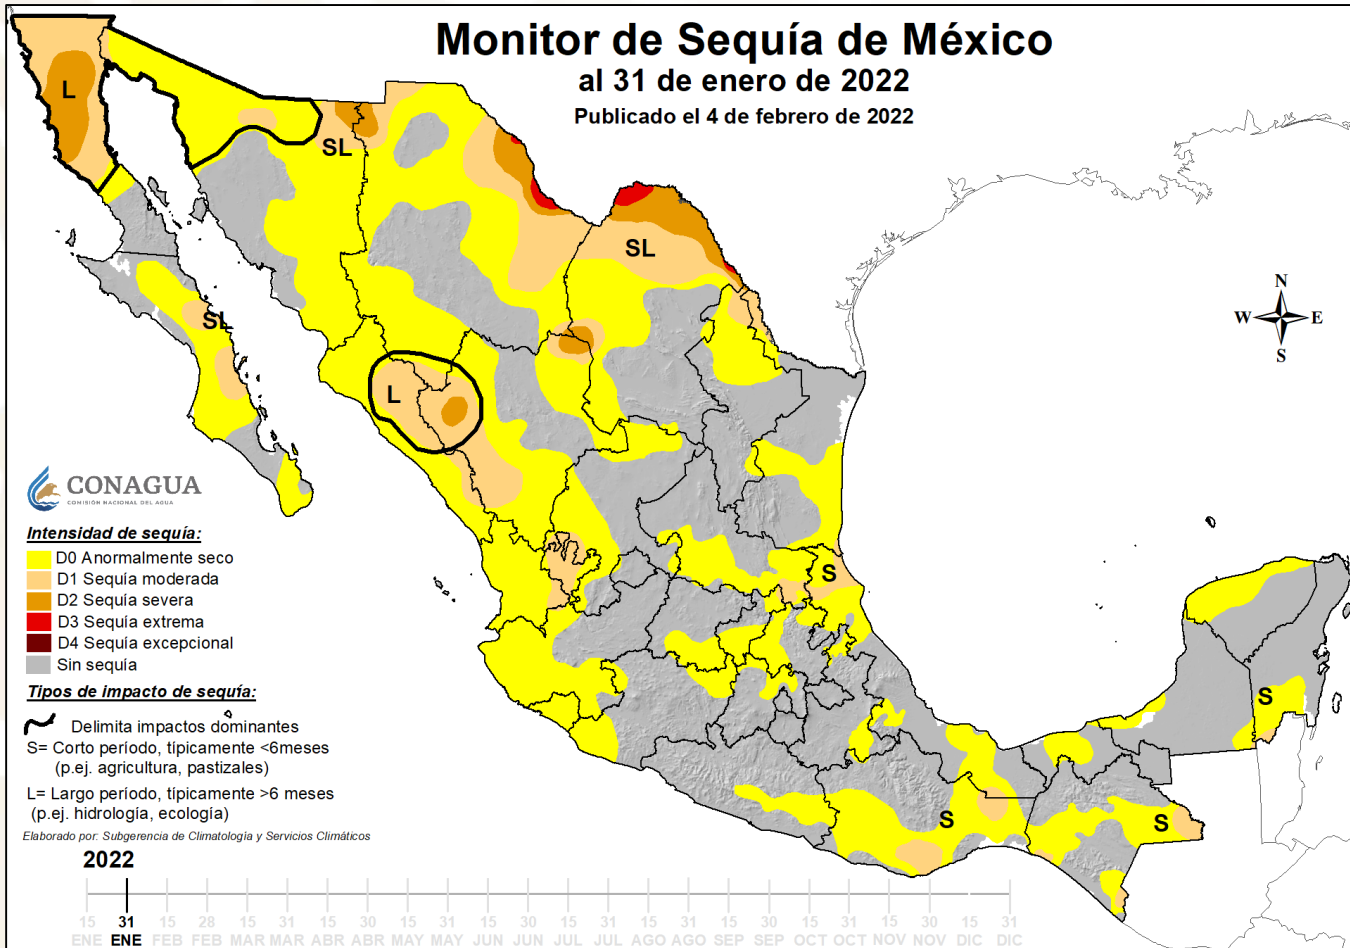 Monitor de Sequía de México
al 31 de enero de 2022
Publicado el 4 de febrero de 2022
L
SL
SL
N
W E
S
SL
L
CONAGUA
COMISIÓN NACIONAL DEL AGUA
Intensidad de sequía:
D0 Anormalmente seco
D1 Sequía moderada
D2 Sequía severa
D3 Sequía extrema
D4 Sequía excepcional
Sin sequía
S
S
S
S
Tipos de impacto de sequía:
Delimita impactos dominantes
S= Corto período, típicamente <6meses
(p.ej. agricultura, pastizales)
L= Largo período, típicamente >6 meses
(p.ej. hidrología, ecología)
Elaborado por: Subgerencia de Climatología y Servicios Climáticos
2022
15 31 15 28 15 31 15 30 15 31 15 30 15 31 15 31 15 30 15 31 15 30 15 31
ENE ENE FEB FEB MAR MAR ABR ABR MAY MAY JUN JUN JUL JUL AGO AGO SEP SEP OCT OCT NOV NOV DIC DIC